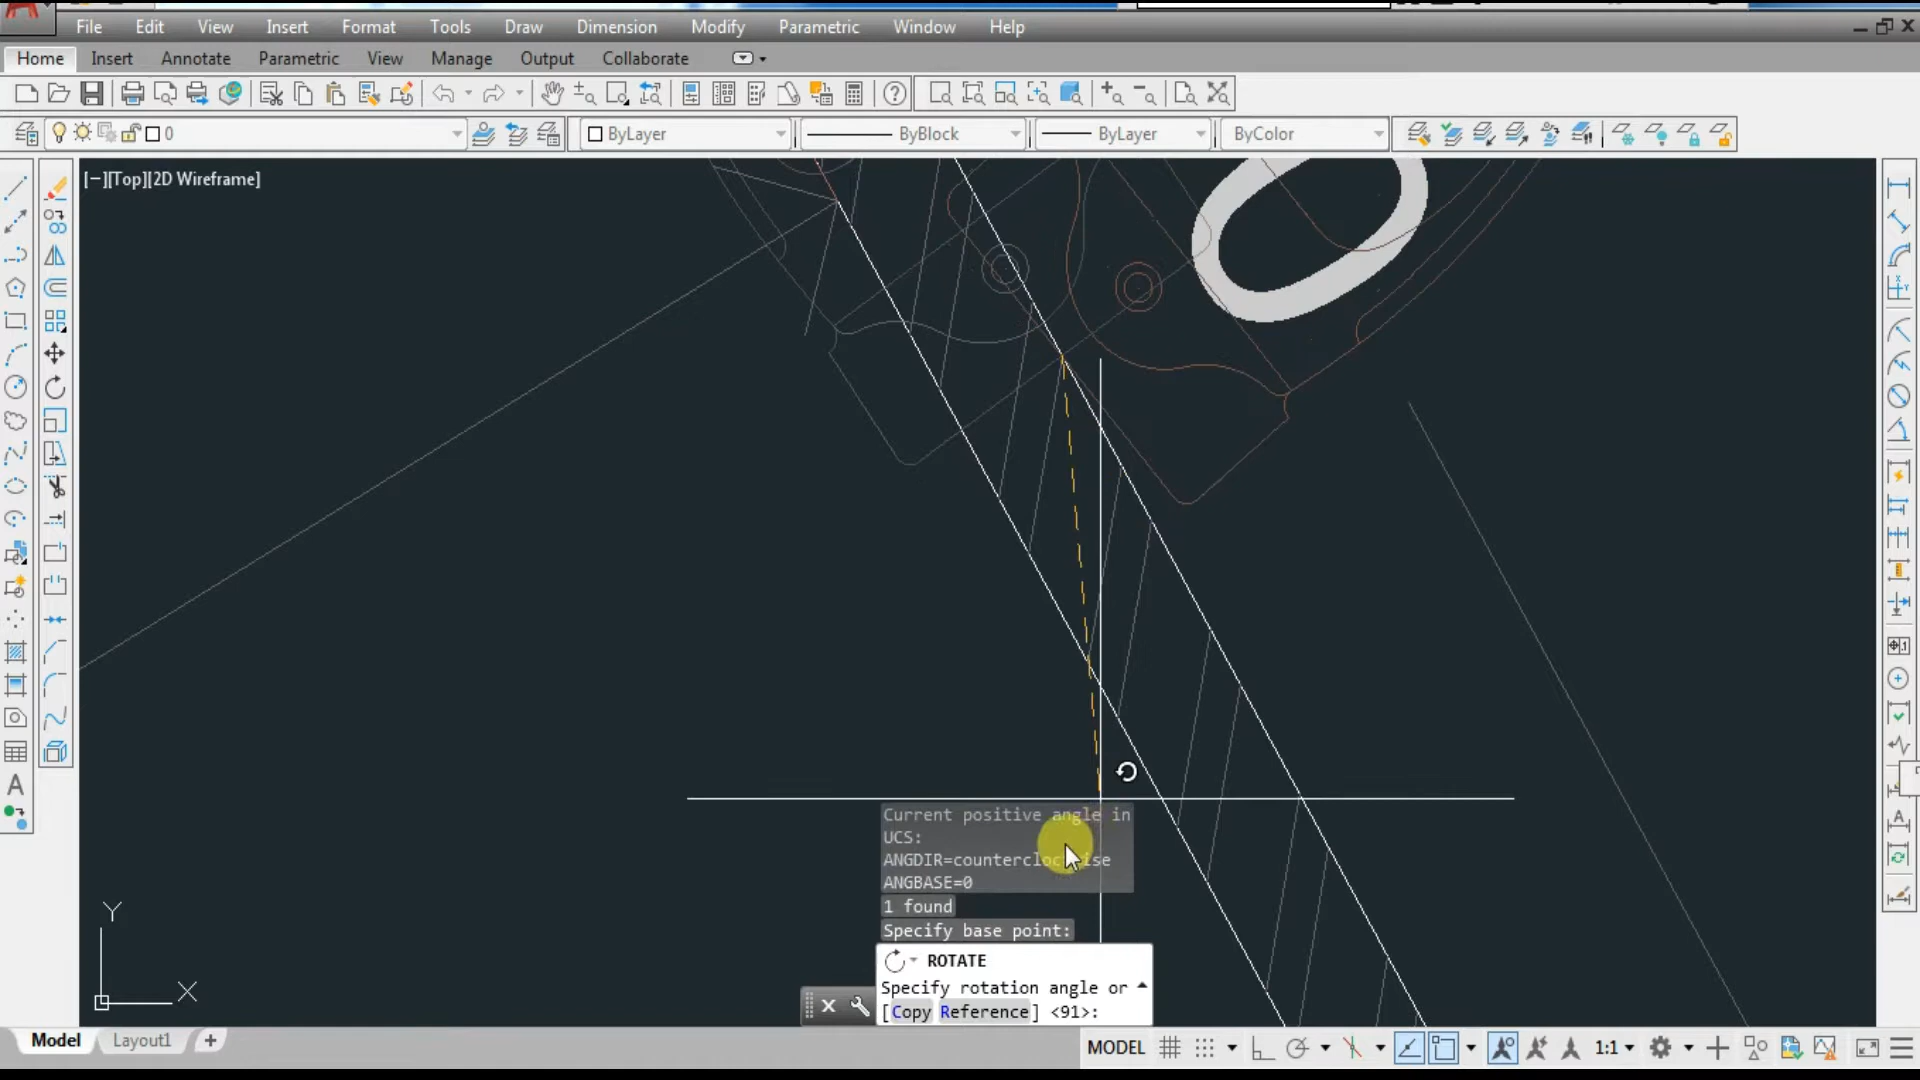 File Edit View Insert Format Tools Draw Dimension Modify Parametric Window Help
Home Insert Annotate Parametric View Manage Output Collaborate
0 ByLayer ByBlock ByLayer ByColor
[−][Top][2D Wireframe]
Current positive angle in
UCS:
ANGDIR=counterclockwise
ANGBASE=0
1 found
Specify base point:
ROTATE
Specify rotation angle or
[Copy Reference] <91>:
Y
X
Model Layout1 +
MODEL 1:1